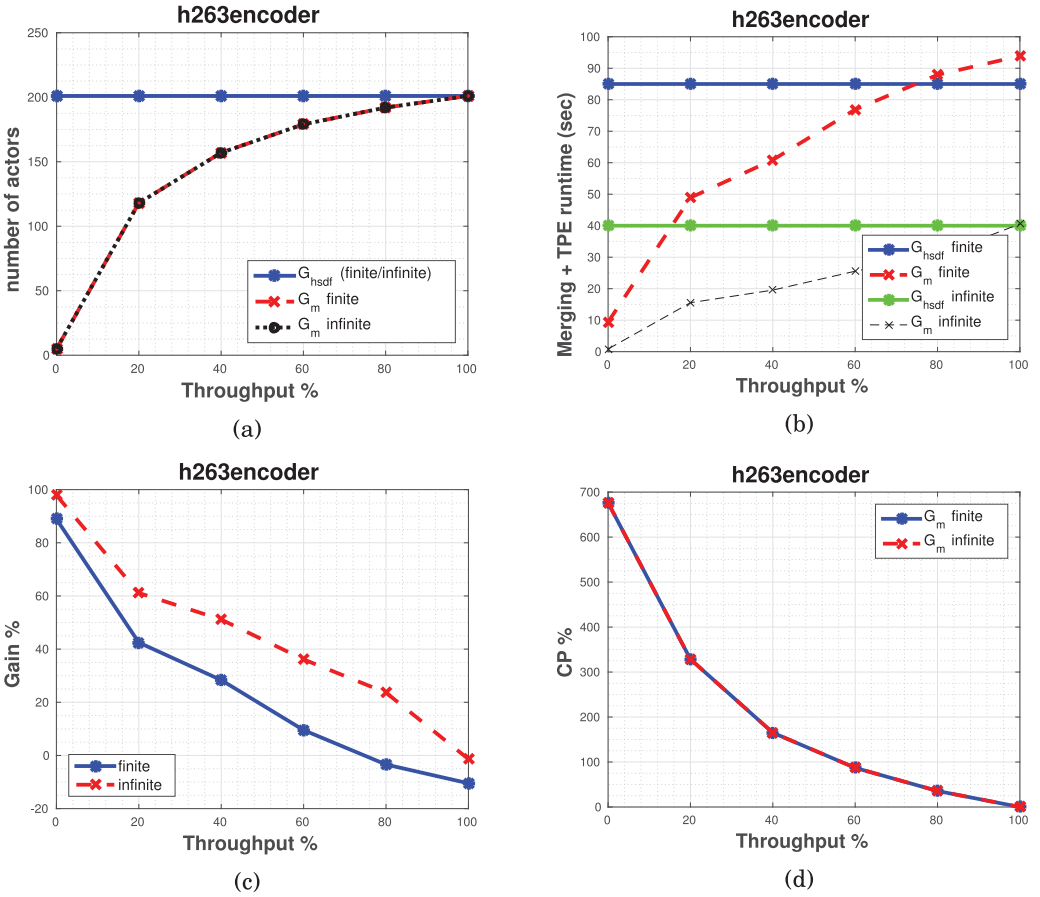 h263encoder
250
200
150
100
50
0
number of actors
G_hsdf (finite/infinite)
G_m finite
G_m infinite
0 20 40 60 80 100
Throughput %
(a)
h263encoder
100
90
80
70
60
50
40
30
20
10
0
Merging + TPE runtime (sec)
G_hsdf finite
G_m finite
G_hsdf infinite
G_m infinite
0 20 40 60 80 100
Throughput %
(b)
h263encoder
100
80
60
40
20
0
-20
Gain %
finite
infinite
0 20 40 60 80 100
Throughput %
(c)
h263encoder
700
600
500
400
300
200
100
0
CP %
G_m finite
G_m infinite
0 20 40 60 80 100
Throughput %
(d)